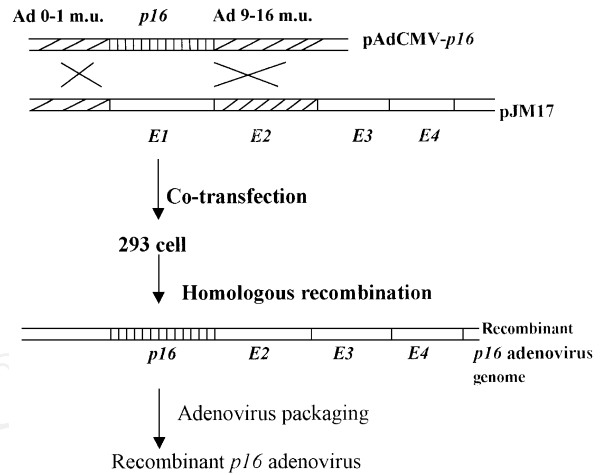 Ad 0-1 m.u. p16 Ad 9-16 m.u.
pAdCMV-p16
pJM17
E1 E2 E3 E4
Co-transfection
293 cell
Homologous recombination
Recombinant
p16 E2 E3 E4 p16 adenovirus
genome
Adenovirus packaging
Recombinant p16 adenovirus